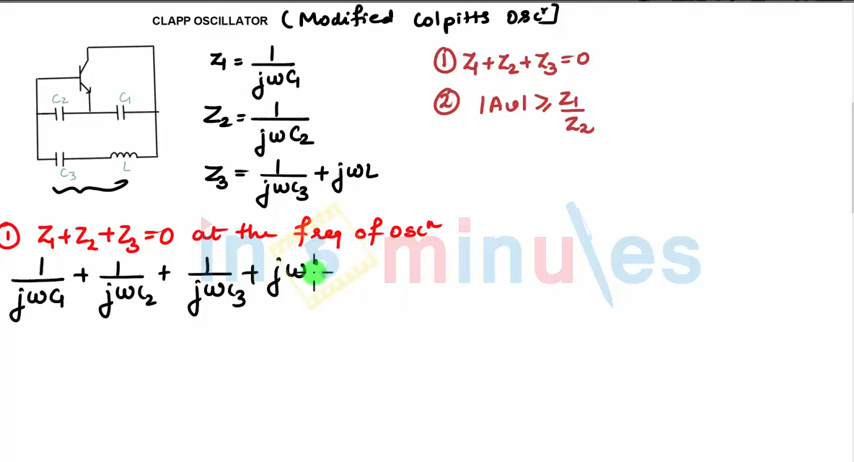 CLAPP OSCILLATOR (Modified Colpitts Oscʳ)
C2 C1
C3 L
Z1 = 1/jωC1
Z2 = 1/jωC2
Z3 = 1/jωC3 + jωL
① Z1+Z2+Z3=0
② |Av| ≥ Z1/Z2
① Z1+Z2+Z3=0 at the freq of oscⁿ
1/jωC1 + 1/jωC2 + 1/jωC3 + jω
in s minutes